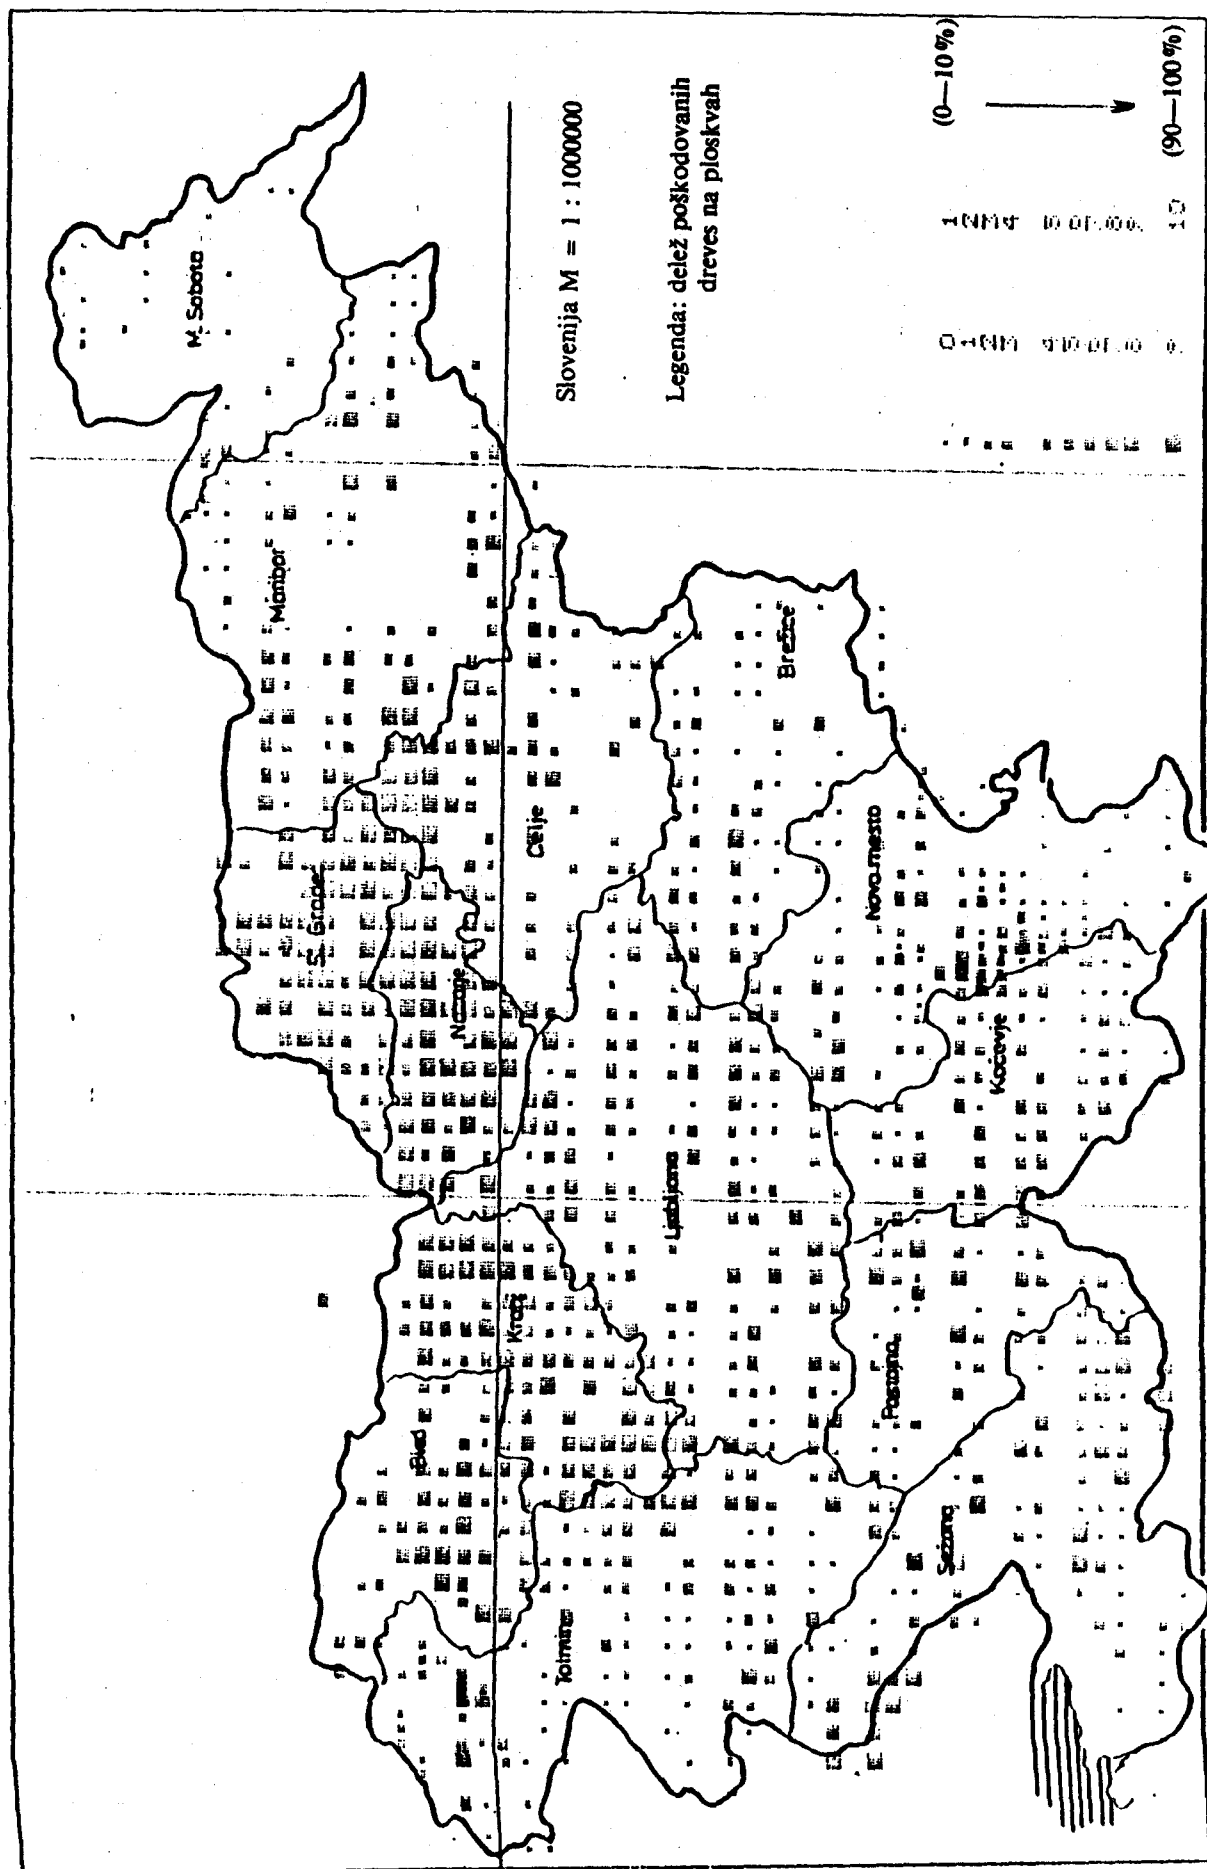 M. Sobota
Maribor
S. Gradec
Nazarje
Celje
Bled
Kranj
Ljubljana
Brežice
Novo mesto
Kočevje
Tolmin
Postojna
Sežana
Slovenija M = 1 : 1000000
Legenda: delež poškodovanih
dreves na ploskvah
(0—10%)
(90—100%)